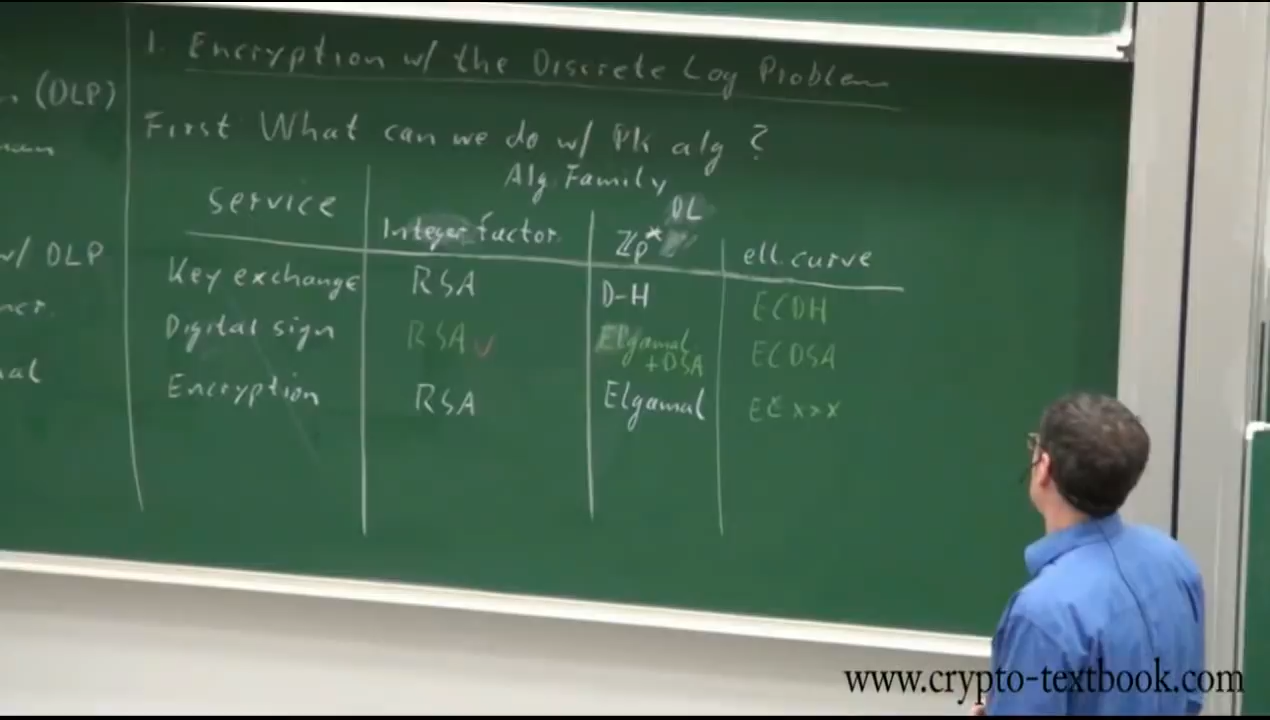 1. Encryption w/ the Discrete Log Problem
(DLP)
First What can we do w/ PK alg ?
Alg. Family
Service
DL
Integer factor.
Zp*
ell. curve
w/ DLP
Key exchange RSA D-H ECDH
Digital sign RSA Elgamal ECDSA
+DSA
Encryption RSA Elgamal
www.crypto-textbook.com